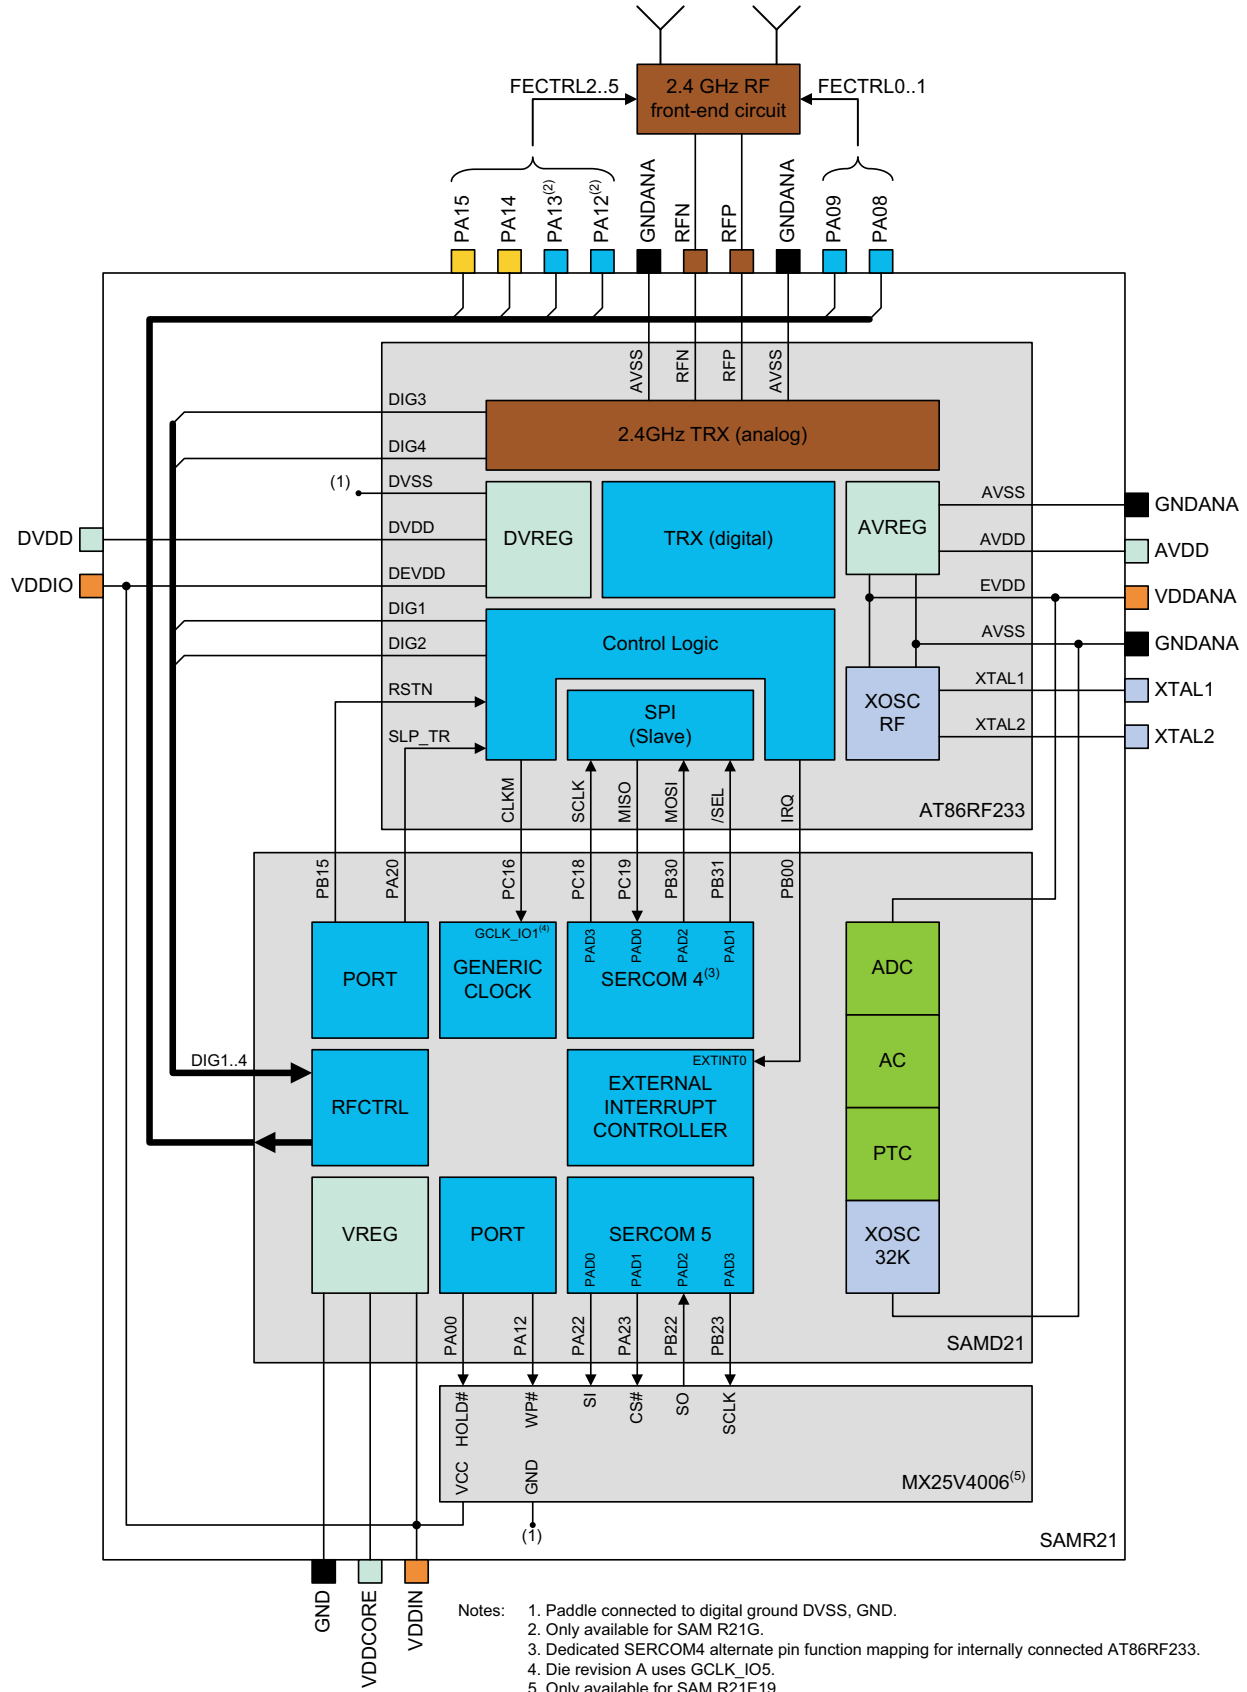 FECTRL2..5
2.4 GHz RF
front-end circuit
FECTRL0..1
PA15
PA14
PA13(2)
PA12(2)
GNDANA
RFN
RFP
GNDANA
PA09
PA08
AVSS
RFN
RFP
AVSS
DIG3
2.4GHz TRX (analog)
DIG4
(1)
DVSS
AVSS
GNDANA
DVDD
DVDD
DVREG
TRX (digital)
AVREG
AVDD
AVDD
VDDIO
DEVDD
EVDD
VDDANA
DIG1
Control Logic
AVSS
GNDANA
DIG2
RSTN
XTAL1
XTAL1
SPI
(Slave)
XOSC
RF
SLP_TR
XTAL2
XTAL2
CLKM
SCLK
MISO
MOSI
/SEL
IRQ
AT86RF233
PB15
PA20
PC16
PC18
PC19
PB30
PB31
PB00
GCLK_IO1(4)
PAD3
PAD0
PAD2
PAD1
PORT
GENERIC
CLOCK
SERCOM 4(3)
ADC
DIG1..4
EXTINT0
AC
RFCTRL
EXTERNAL
INTERRUPT
CONTROLLER
PTC
VREG
PORT
SERCOM 5
XOSC
32K
PAD0
PAD1
PAD2
PAD3
PA00
PA12
PA22
PA23
PB22
PB23
SAMD21
HOLD#
WP#
SI
CS#
SO
SCLK
VCC
GND
MX25V4006(5)
(1)
SAMR21
GND
VDDCORE
VDDIN
Notes: 1. Paddle connected to digital ground DVSS, GND.
2. Only available for SAM R21G.
3. Dedicated SERCOM4 alternate pin function mapping for internally connected AT86RF233.
4. Die revision A uses GCLK_IO5.
5. Only available for SAM R21E19